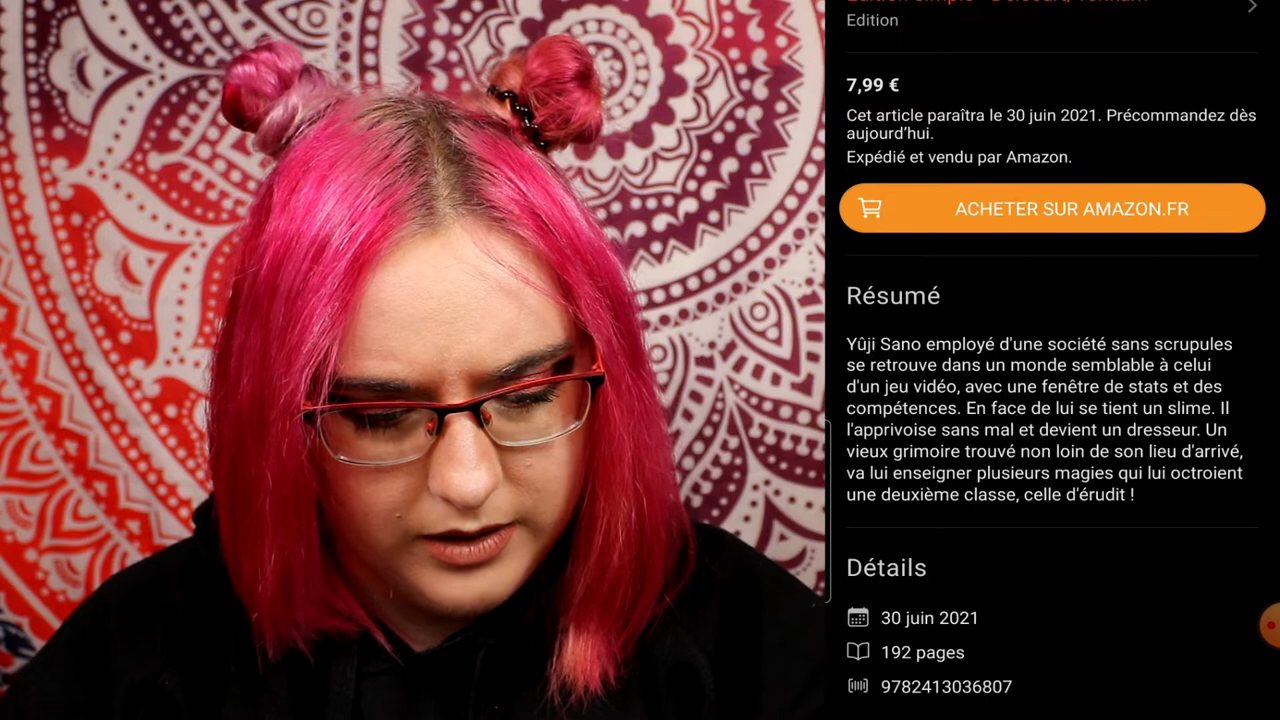 Edition
7,99 €
Cet article paraîtra le 30 juin 2021. Précommandez dès
aujourd'hui.
Expédié et vendu par Amazon.
ACHETER SUR AMAZON.FR
Résumé
Yûji Sano employé d'une société sans scrupules
se retrouve dans un monde semblable à celui
d'un jeu vidéo, avec une fenêtre de stats et des
compétences. En face de lui se tient un slime. Il
l'apprivoise sans mal et devient un dresseur. Un
vieux grimoire trouvé non loin de son lieu d'arrivé,
va lui enseigner plusieurs magies qui lui octroient
une deuxième classe, celle d'érudit !
Détails
30 juin 2021
192 pages
9782413036807